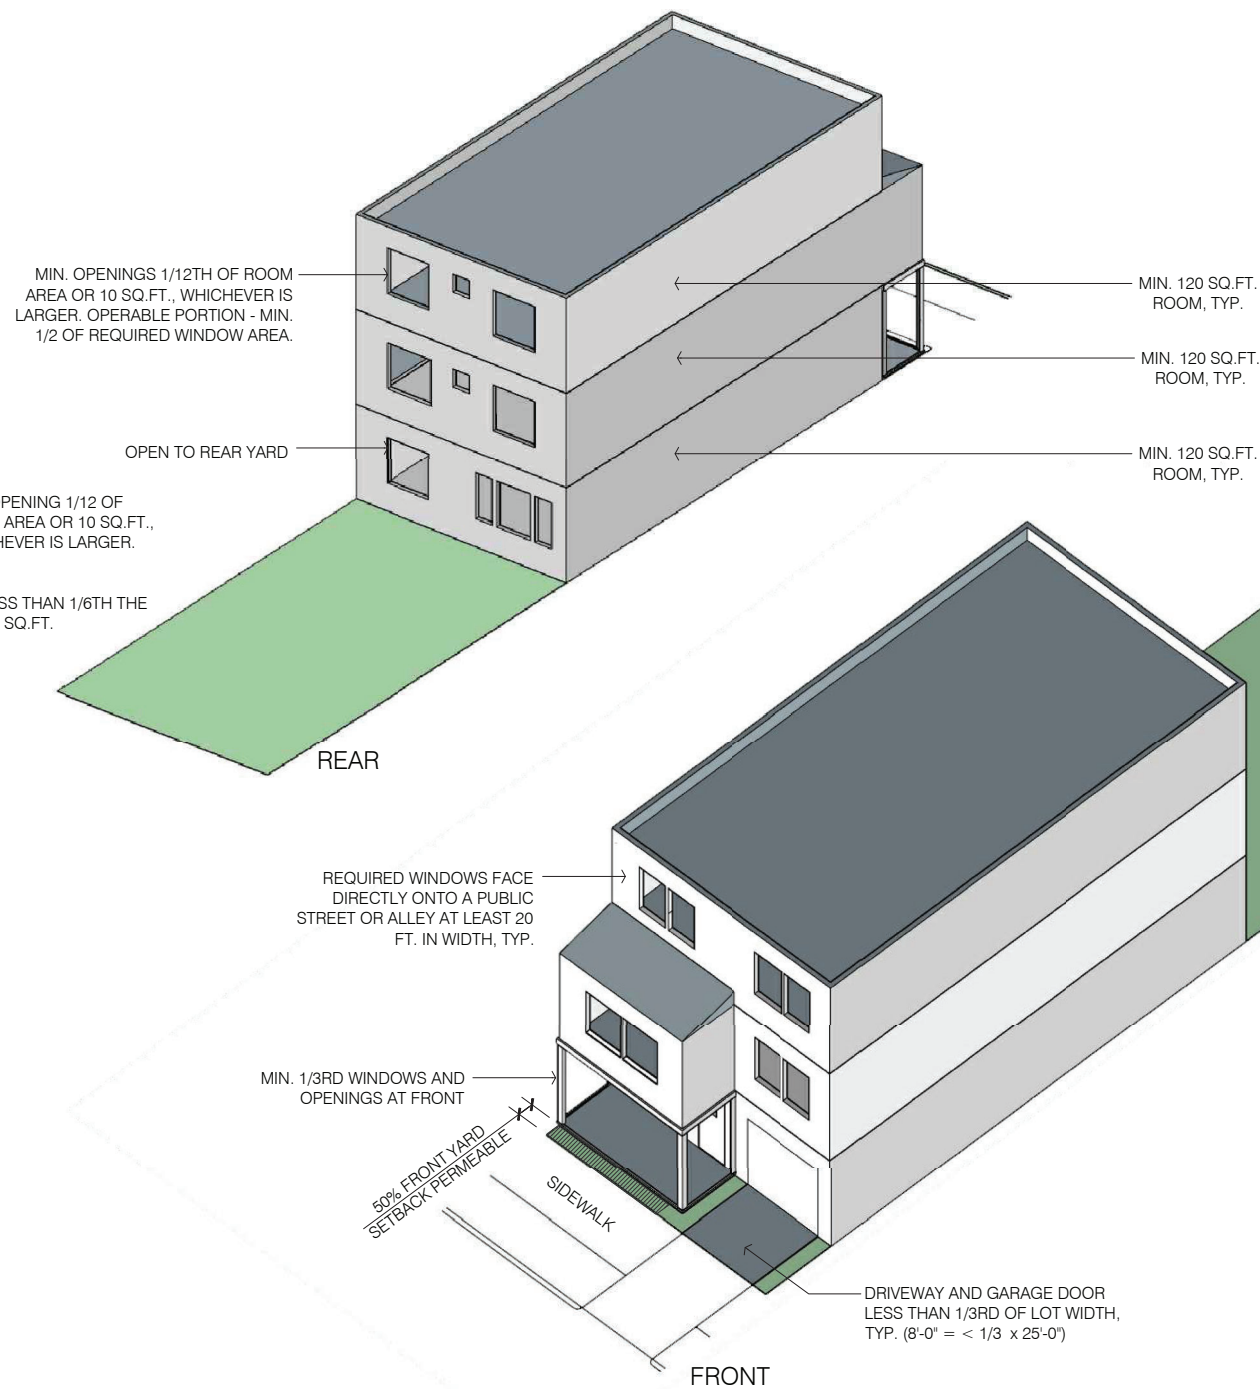 MIN. OPENINGS 1/12TH OF ROOM
AREA OR 10 SQ.FT., WHICHEVER IS
LARGER. OPERABLE PORTION - MIN.
1/2 OF REQUIRED WINDOW AREA.
MIN. 120 SQ.FT.
ROOM, TYP.
MIN. 120 SQ.FT.
ROOM, TYP.
OPEN TO REAR YARD
MIN. 120 SQ.FT.
ROOM, TYP.
1/12 OF
AREA OR 10 SQ.FT.,
IS LARGER.
THAN 1/6TH THE
SQ.FT.
REAR
REQUIRED WINDOWS FACE
DIRECTLY ONTO A PUBLIC
STREET OR ALLEY AT LEAST 20
FT. IN WIDTH, TYP.
MIN. 1/3RD WINDOWS AND
OPENINGS AT FRONT
50% FRONT YARD
SETBACK PERMEABLE
SIDEWALK
DRIVEWAY AND GARAGE DOOR
LESS THAN 1/3RD OF LOT WIDTH,
TYP. (8'-0" = < 1/3 x 25'-0")
FRONT